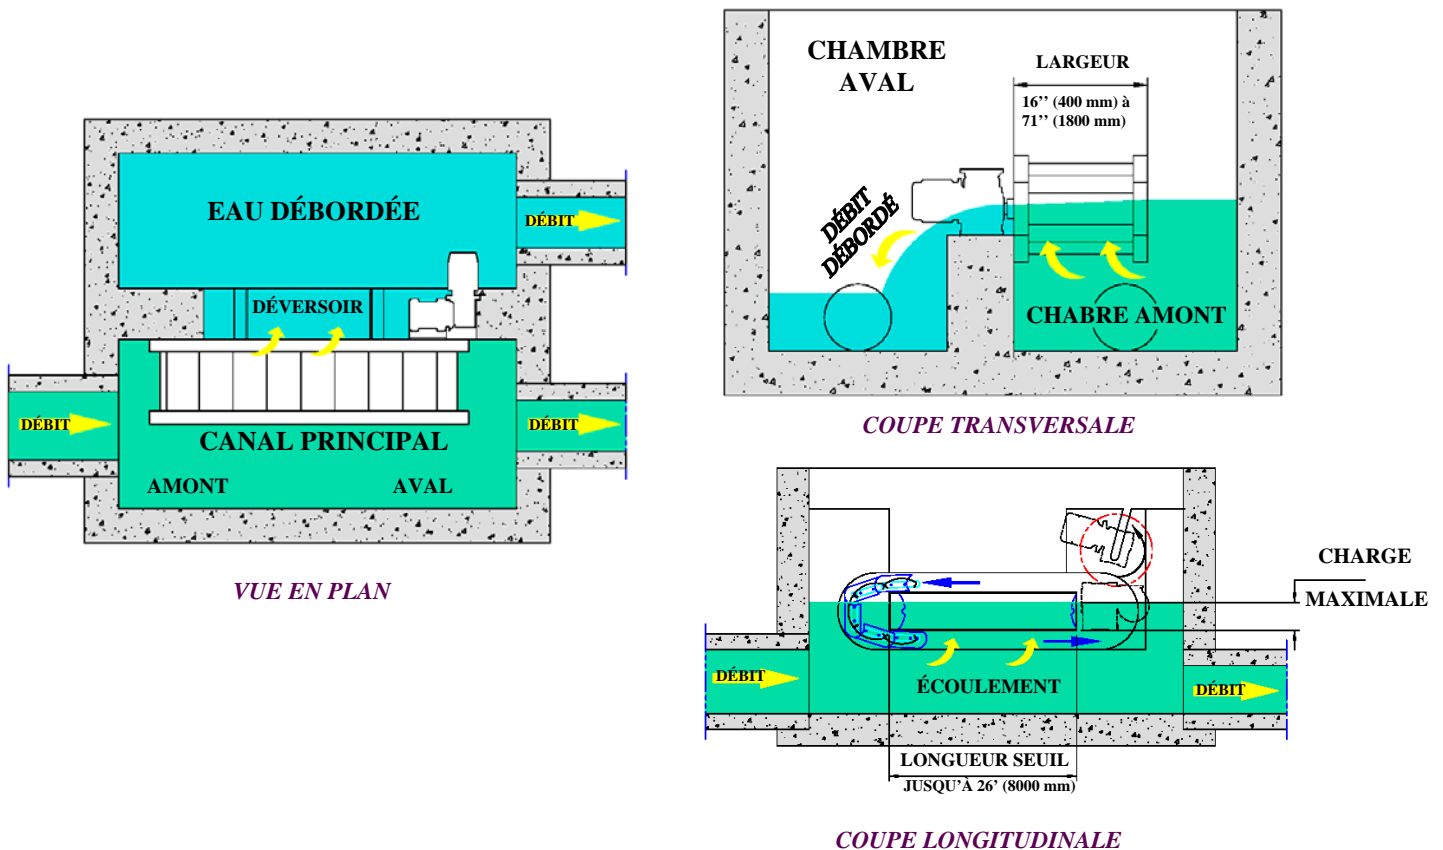 EAU DÉBORDÉE
DÉBIT
DÉVERSOIR
DÉBIT
DÉBIT
CANAL PRINCIPAL
AMONT
AVAL
VUE EN PLAN
CHAMBRE
AVAL
LARGEUR
16’’ (400 mm) à
71’’ (1800 mm)
DÉBIT
DÉBORDÉ
CHABRE AMONT
COUPE TRANSVERSALE
CHARGE
MAXIMALE
DÉBIT
ÉCOULEMENT
DÉBIT
LONGUEUR SEUIL
JUSQU’À 26’ (8000 mm)
COUPE LONGITUDINALE